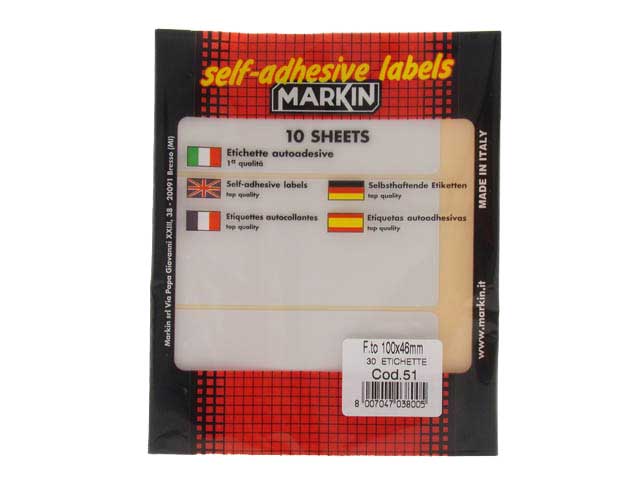 self-adhesive labels
MARKIN
10 SHEETS
Etichette autoadesive
1ª qualità
Self-adhesive labels
top quality
Selbsthaftende Etiketten
top quality
Etiquettes autocollantes
top quality
Etiquetas autoadhesivas
top quality
Markin srl Via Papa Giovanni XXIII, 38 - 20091 Bresso (MI)
MADE IN ITALY
www.markin.it
F.to 100x46mm
30 ETICHETTE
Cod.51
8 007047 038005